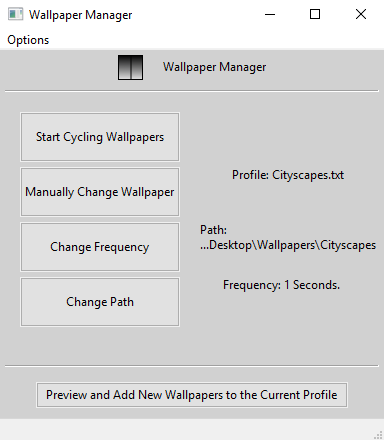 Wallpaper Manager
Options
Wallpaper Manager
Start Cycling Wallpapers
Manually Change Wallpaper
Change Frequency
Change Path
Profile: Cityscapes.txt
Path:
...Desktop\Wallpapers\Cityscapes
Frequency: 1 Seconds.
Preview and Add New Wallpapers to the Current Profile